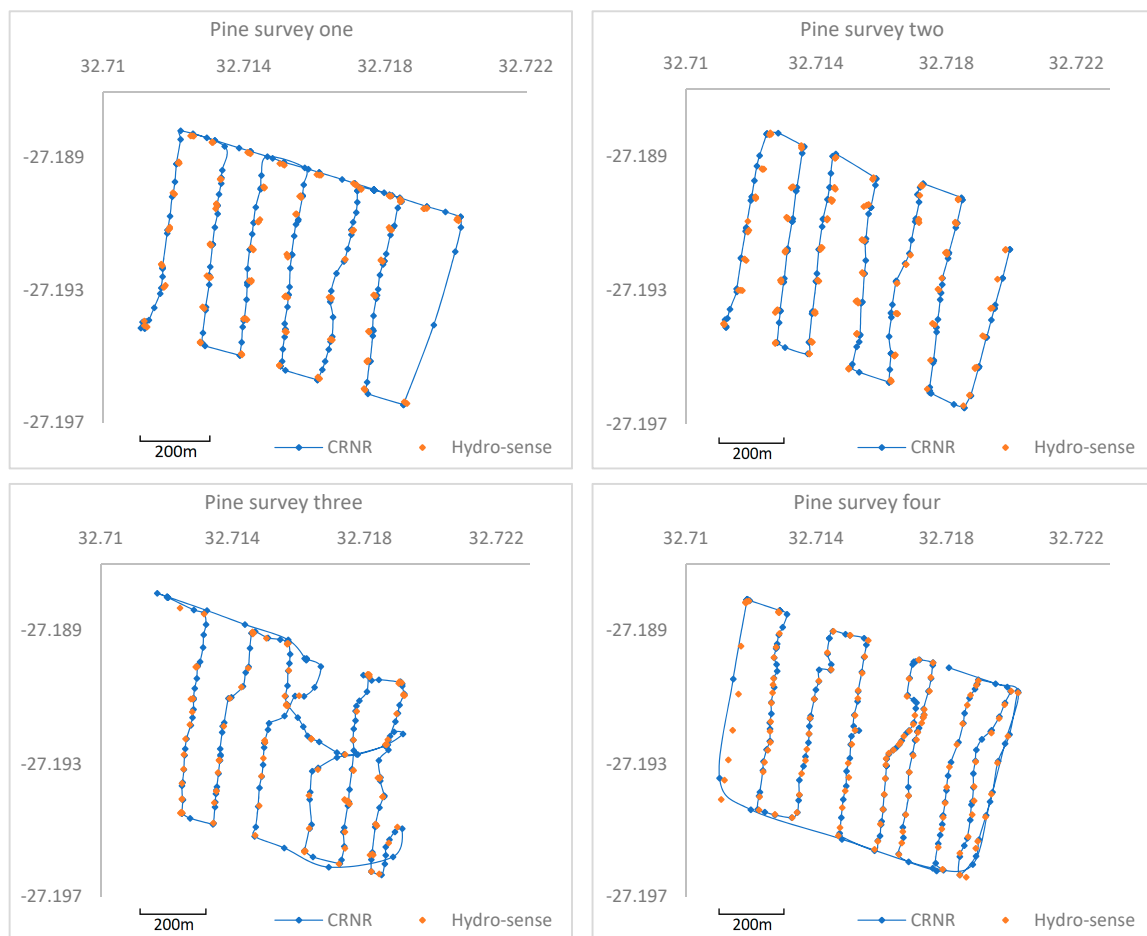 Pine survey one
32.71 32.714 32.718 32.722
-27.189
-27.193
-27.197
200m
CRNR Hydro-sense
Pine survey two
32.71 32.714 32.718 32.722
-27.189
-27.193
-27.197
200m
CRNR Hydro-sense
Pine survey three
32.71 32.714 32.718 32.722
-27.189
-27.193
-27.197
200m
CRNR Hydro-sense
Pine survey four
32.71 32.714 32.718 32.722
-27.189
-27.193
-27.197
200m
CRNR Hydro-sense